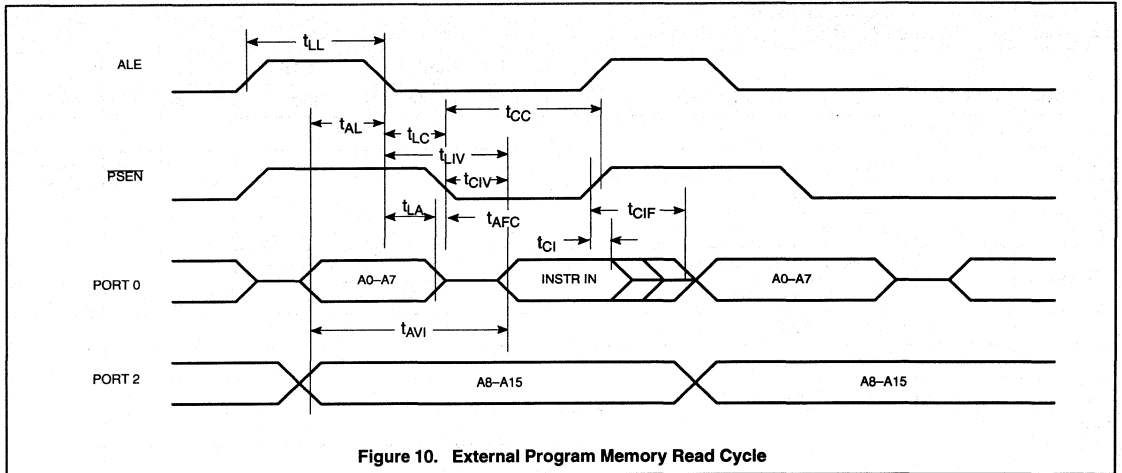 ALE
tLL
tAL
tLC
tCC
tLIV
PSEN
tCIV
tLA
tAFC
tCIF
tCI
PORT 0
A0–A7
INSTR IN
A0–A7
tAVI
PORT 2
A8–A15
A8–A15
Figure 10. External Program Memory Read Cycle